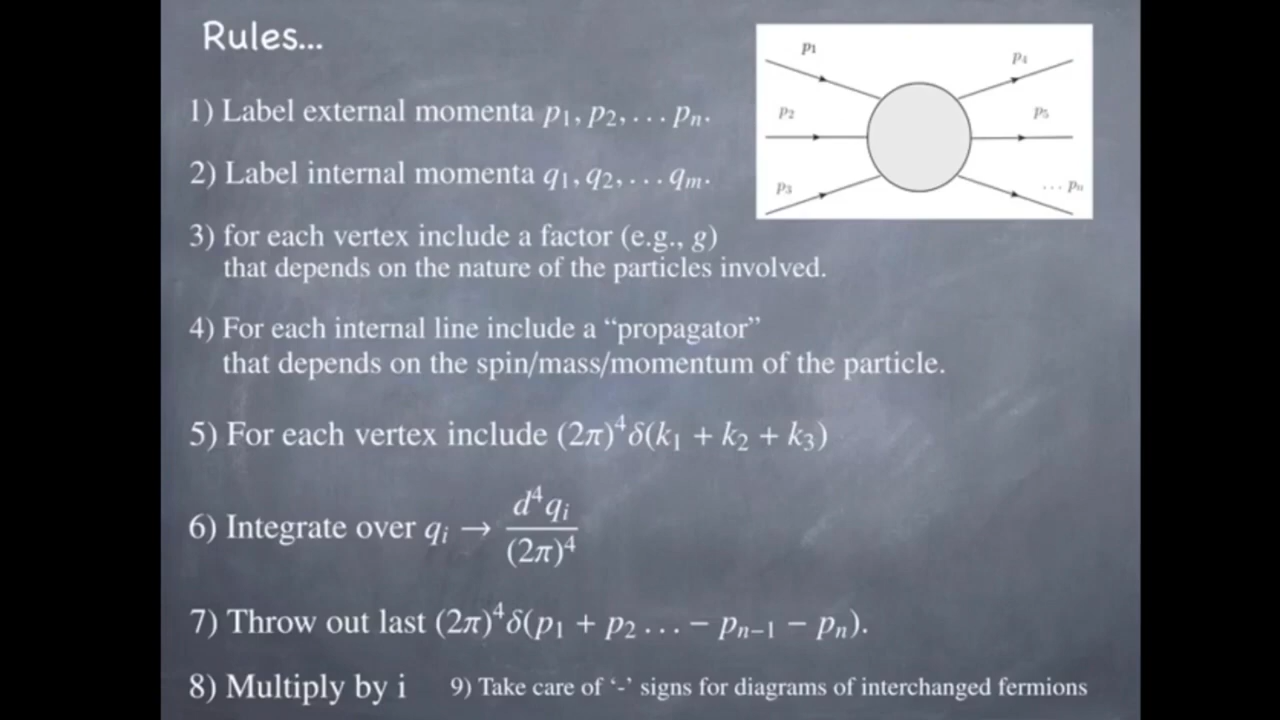 Rules...
p₁
p₂
p₃
p₄
p₅
... pₙ
1) Label external momenta p₁, p₂, . . . pₙ.
2) Label internal momenta q₁, q₂, . . . qₘ.
3) for each vertex include a factor (e.g., g)
that depends on the nature of the particles involved.
4) For each internal line include a “propagator”
that depends on the spin/mass/momentum of the particle.
5) For each vertex include (2π)⁴δ(k₁ + k₂ + k₃)
6) Integrate over qᵢ → d⁴qᵢ / (2π)⁴
7) Throw out last (2π)⁴δ(p₁ + p₂ . . . − pₙ₋₁ − pₙ).
8) Multiply by i
9) Take care of ‘-’ signs for diagrams of interchanged fermions